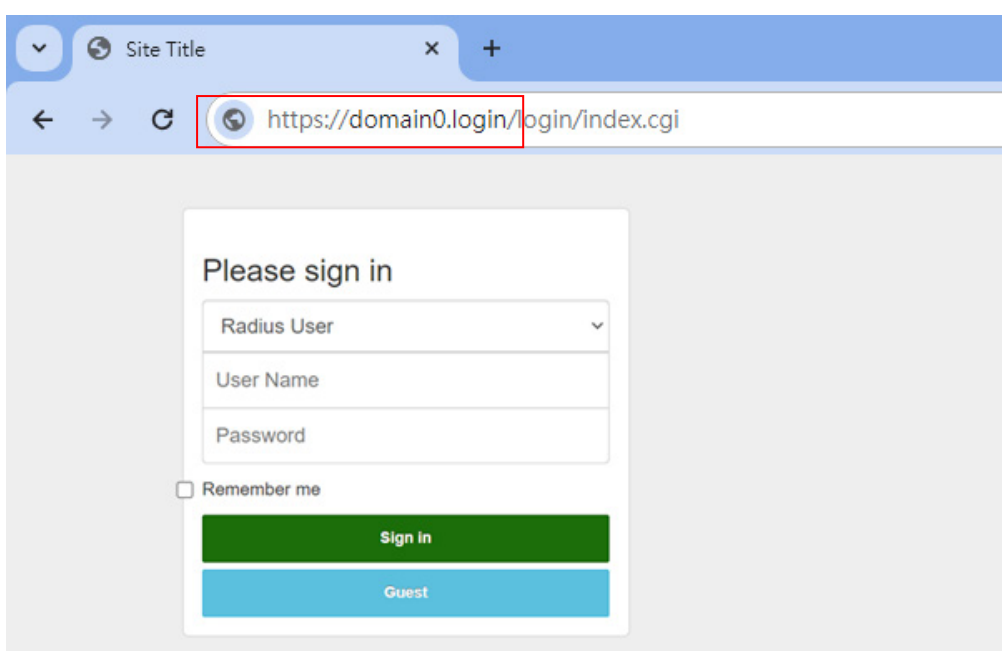 Site Title
https://domain0.login/login/index.cgi
Please sign in
Radius User
User Name
Password
Remember me
Sign in
Guest